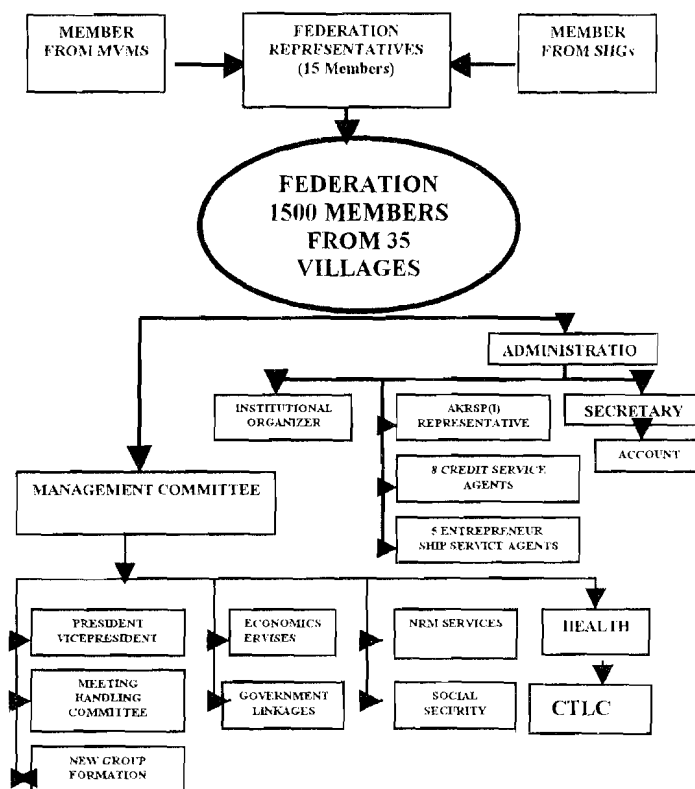 MEMBER
FROM MVMS
FEDERATION
REPRESENTATIVES
(15 Members)
MEMBER
FROM SHGs
FEDERATION
1500 MEMBERS
FROM 35
VILLAGES
ADMINISTRATIO
INSTITUTIONAL
ORGANIZER
AKRSP(I)
REPRESENTATIVE
SECRETARY
ACCOUNT
8 CREDIT SERVICE
AGENTS
MANAGEMENT COMMITTEE
5 ENTREPRENEUR
SHIP SERVICT AGENTS
PRESIDENT
VICEPRESIDENT
ECONOMICS
ERVISES
NRM SERVICES
HEALTH
MEETING
HANDLING
COMMITTEE
GOVERNMENT
LINKAGES
SOCIAL
SECURITY
CTLC
NEW GROUP
FORMATION